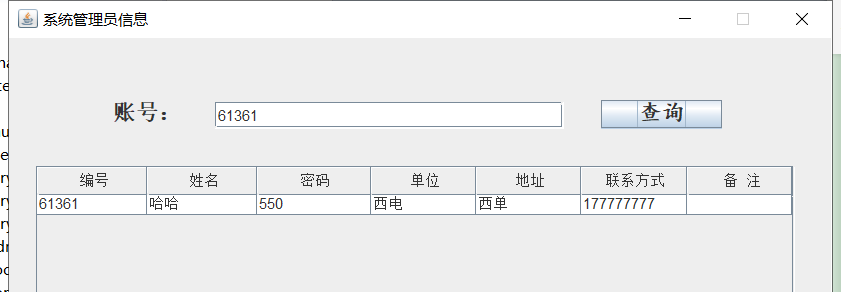 系统管理员信息
账号： 61361 查询
编号 姓名 密码 单位 地址 联系方式 备 注
61361 哈哈 550 西电 西单 177777777